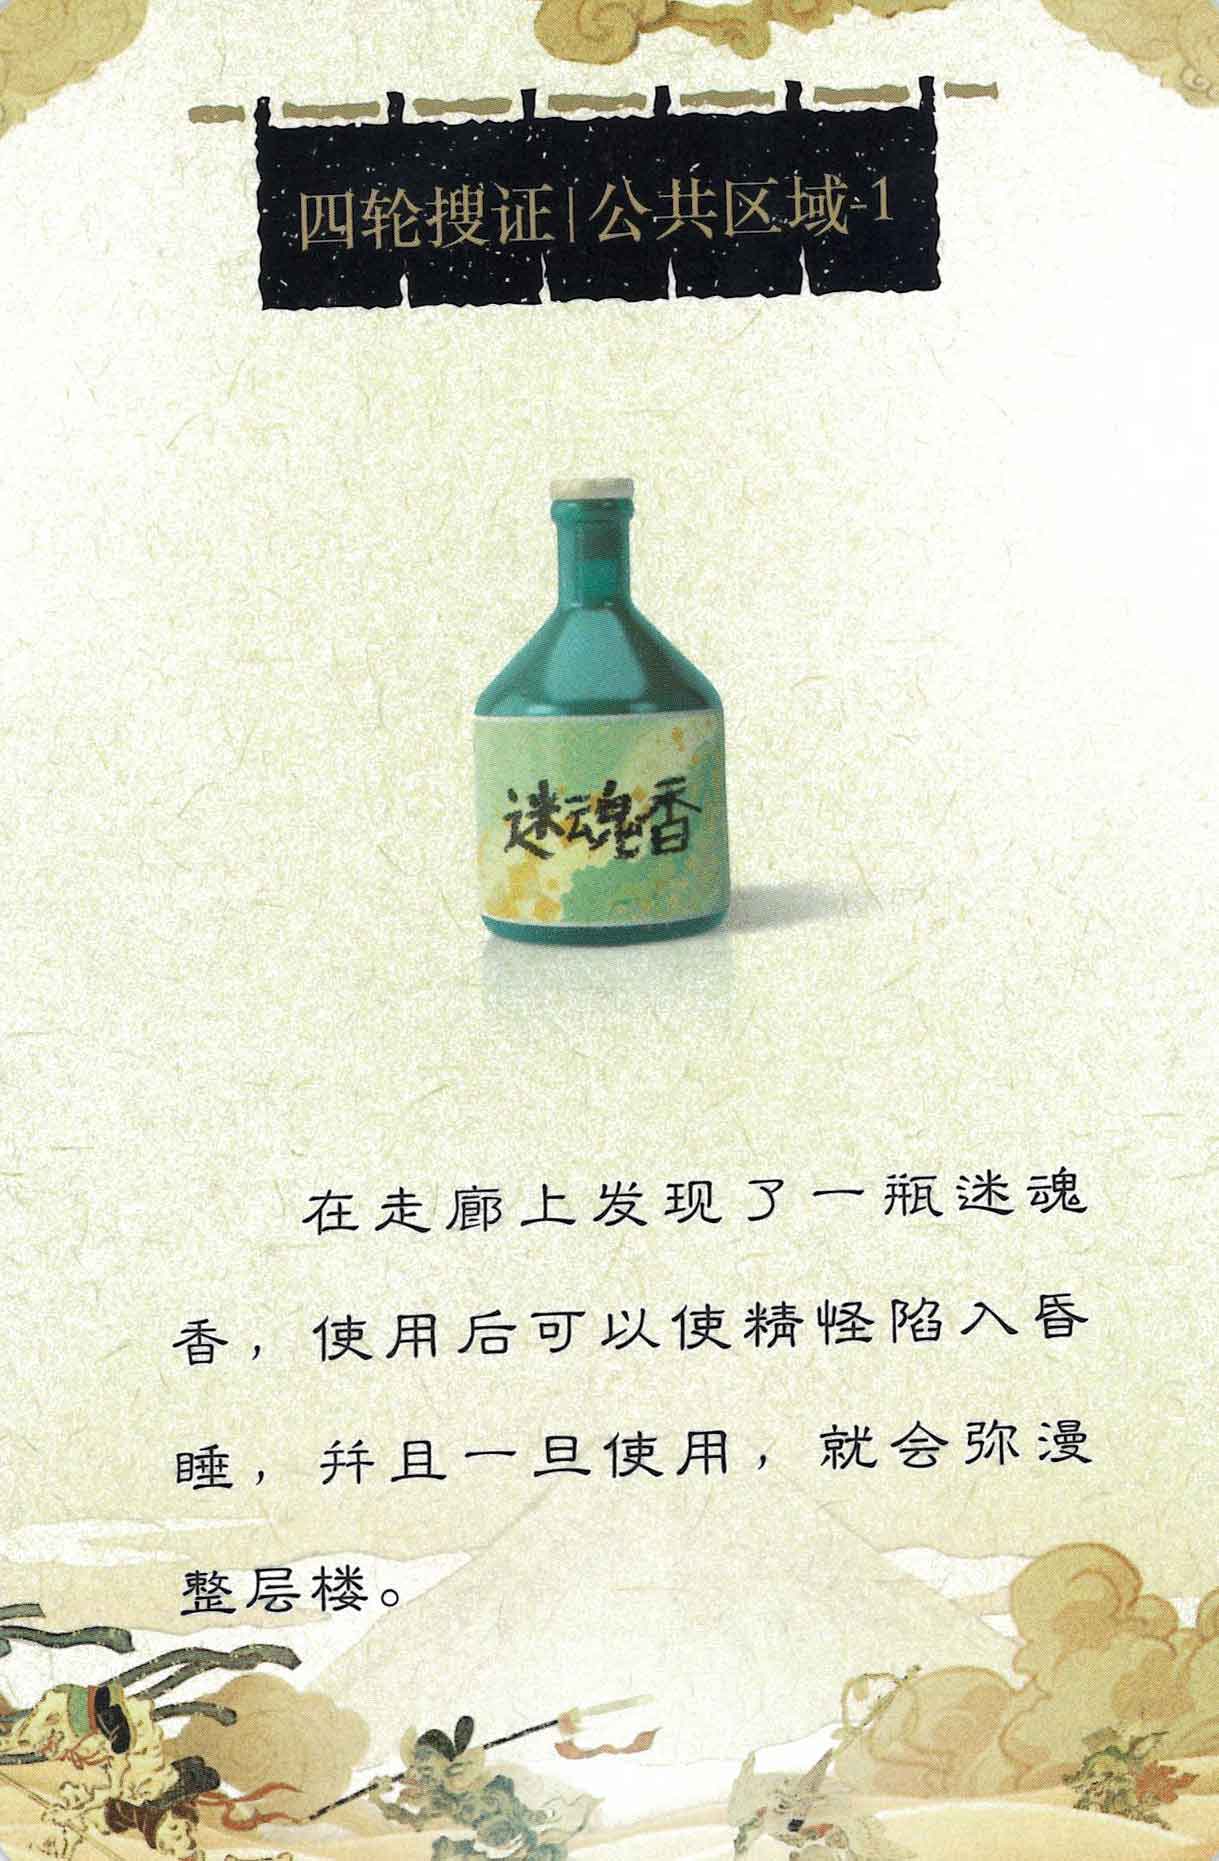 四轮搜证|公共区域-1
迷魂香
在走廊上发现了一瓶迷魂
香，使用后可以使精怪陷入昏
睡，并且一旦使用，就会弥漫
整层楼。